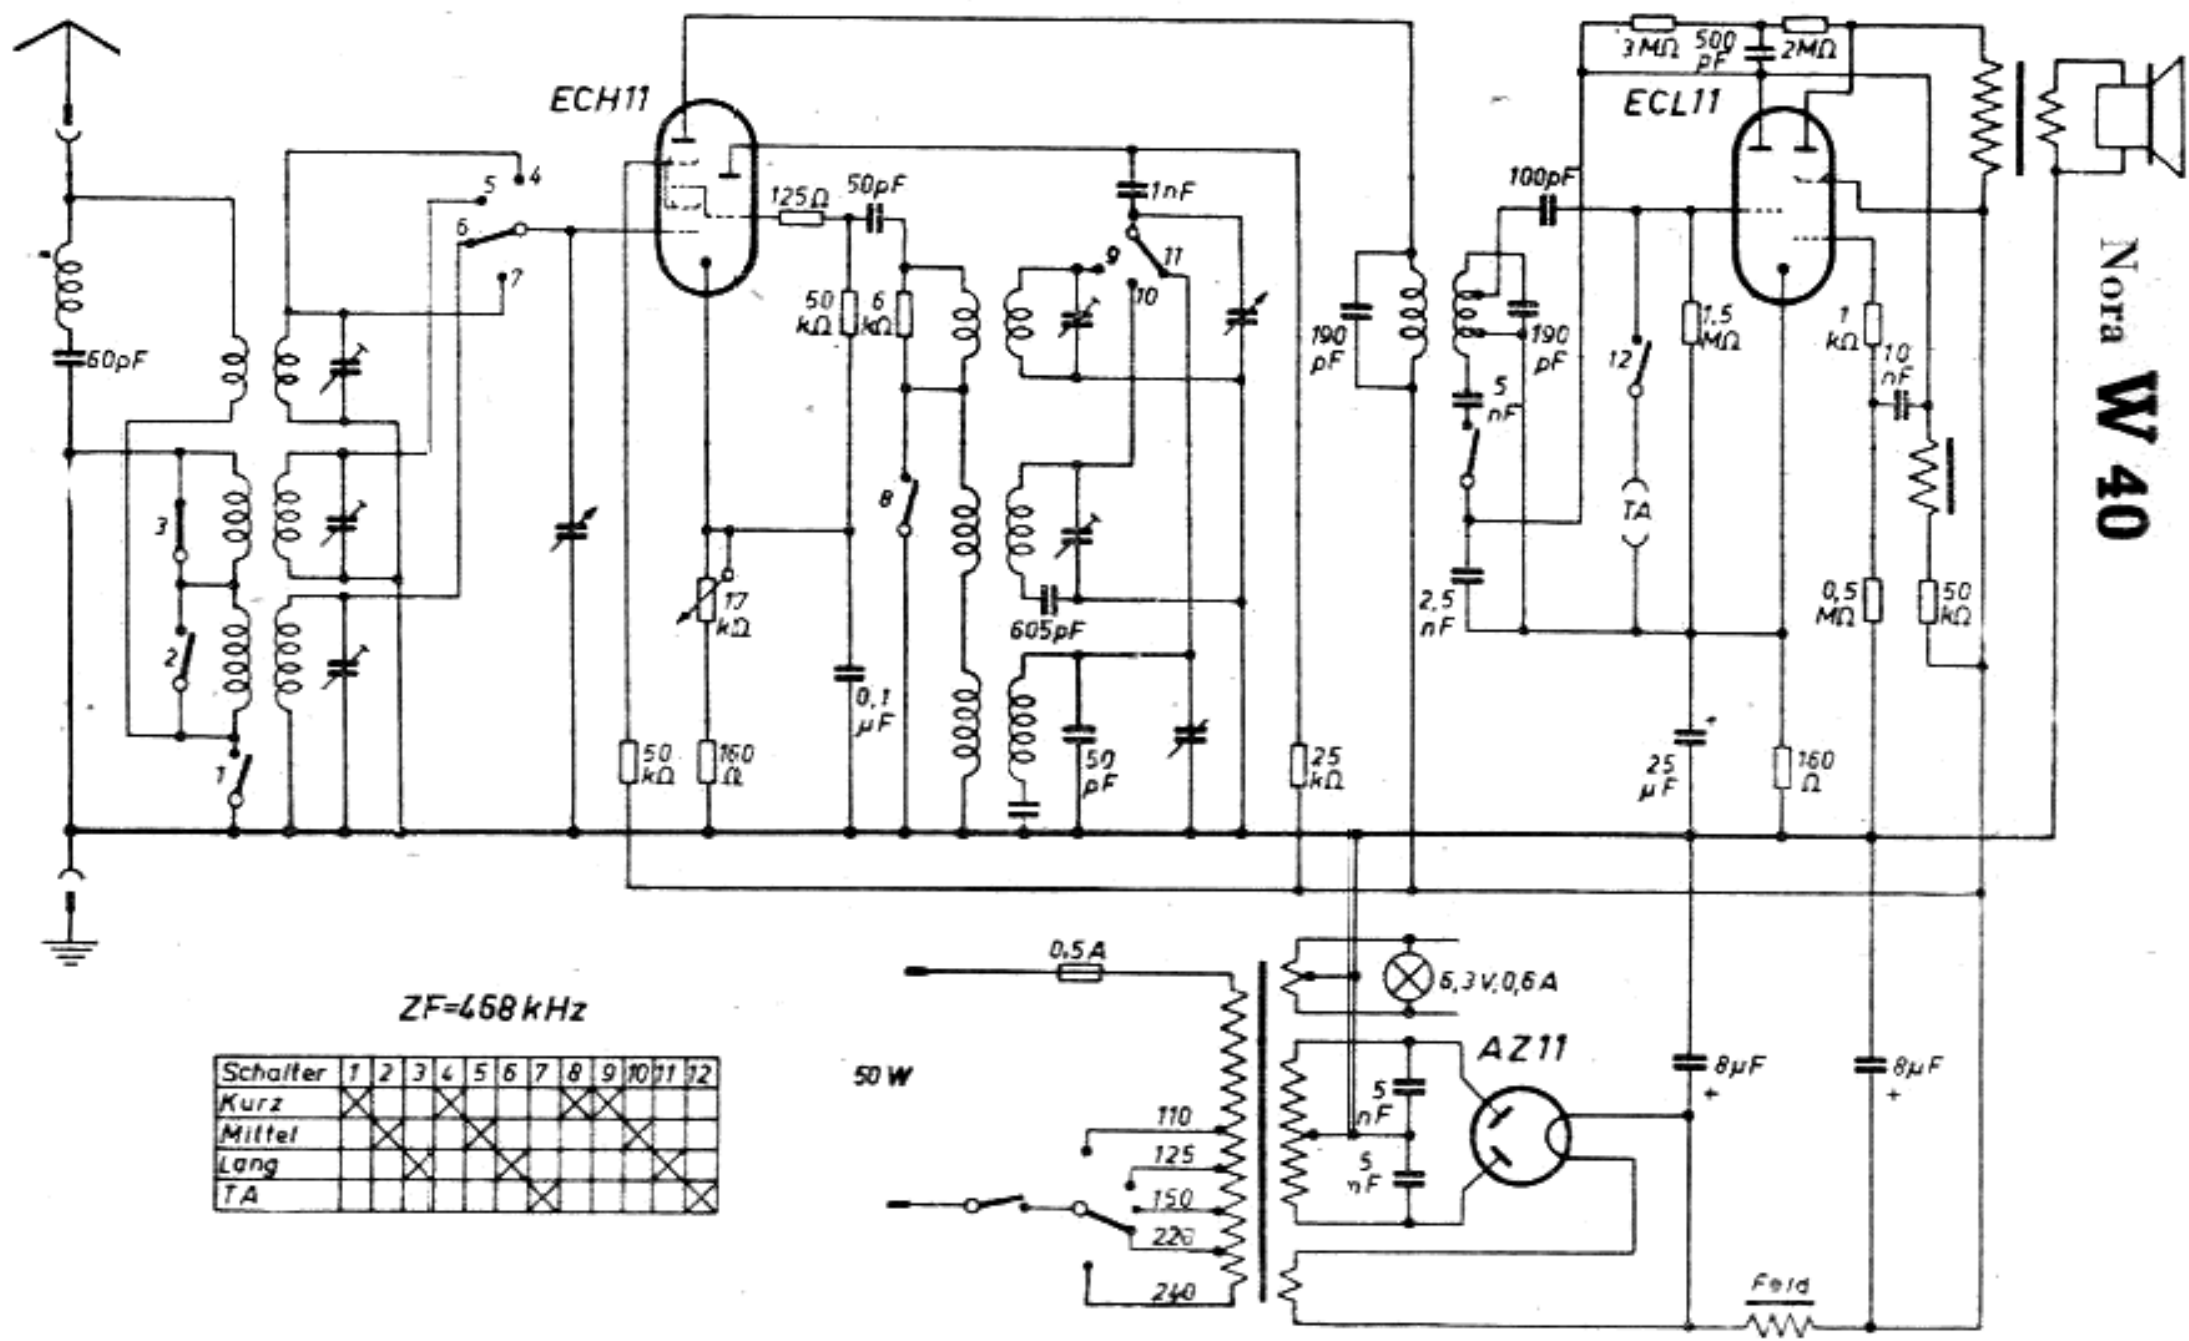 3MΩ
500 pF
2MΩ
ECH11
ECL11
Nora W 40
4
5
6
7
125Ω
50pF
1nF
100pF
9
11
10
60pF
50 kΩ
6 kΩ
190 pF
190 pF
12
1,5 MΩ
1 kΩ
10 nF
5 nF
3
8
TA
17 kΩ
605pF
2,5 nF
0,5 MΩ
50 kΩ
2
0,1 µF
1
50 kΩ
160 Ω
50 pF
25 kΩ
25 µF
+
160 Ω
0,5A
6,3V;0,6A
ZF=468kHz
AZ11
Schalter 1 2 3 4 5 6 7 8 9 10 11 12
Kurz
Mittel
Lang
TA
50W
5 nF
8µF
+
8µF
+
110
125
150
220
240
5 nF
Feld